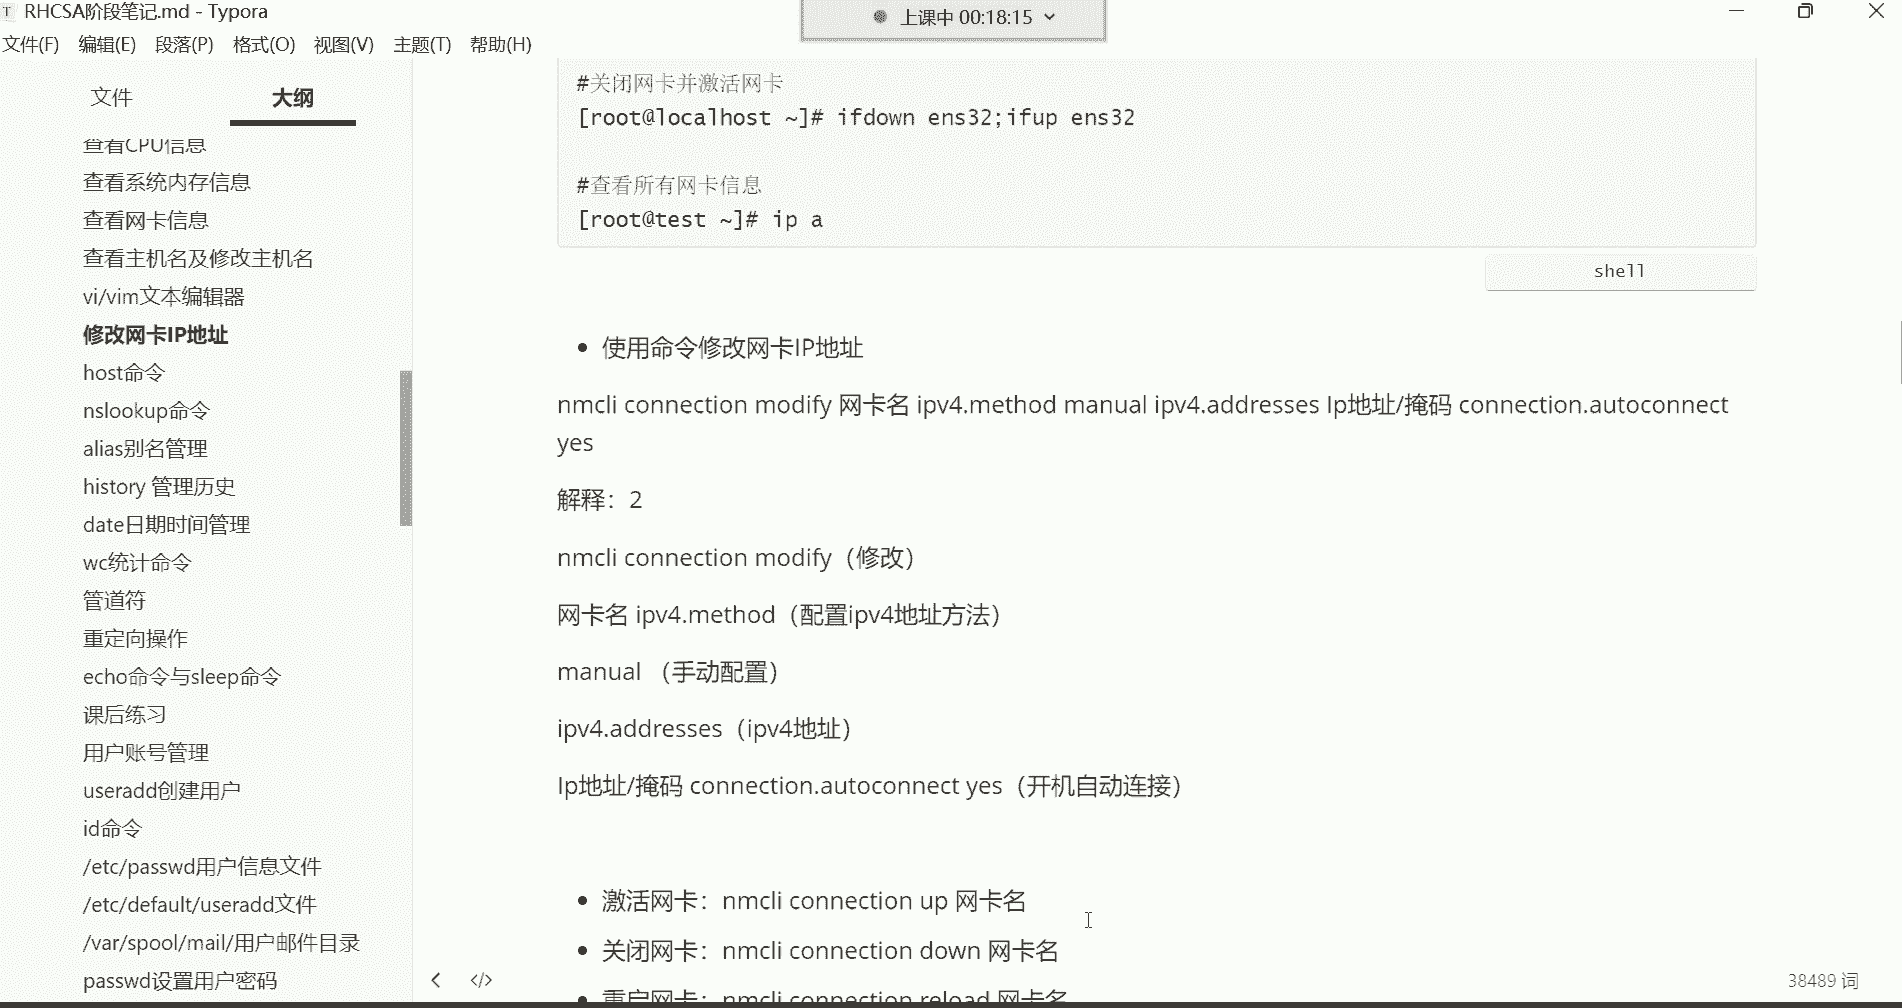 RHCSA阶段笔记.md - Typora
上课中 00:18:15
文件(F) 编辑(E) 段落(P) 格式(O) 视图(V) 主题(T) 帮助(H)
文件 大纲
查看CPU信息
查看系统内存信息
查看网卡信息
查看主机名及修改主机名
vi/vim文本编辑器
修改网卡IP地址
host命令
nslookup命令
alias别名管理
history 管理历史
date日期时间管理
wc统计命令
管道符
重定向操作
echo命令与sleep命令
课后练习
用户账号管理
useradd创建用户
id命令
/etc/passwd用户信息文件
/etc/default/useradd文件
/var/spool/mail/用户邮件目录
passwd设置用户密码
#关闭网卡并激活网卡
[root@localhost ~]# ifdown ens32;ifup ens32
#查看所有网卡信息
[root@test ~]# ip a
shell
使用命令修改网卡IP地址
nmcli connection modify 网卡名 ipv4.method manual ipv4.addresses Ip地址/掩码 connection.autoconnect
yes
解释：2
nmcli connection modify（修改）
网卡名 ipv4.method（配置ipv4地址方法）
manual （手动配置）
ipv4.addresses（ipv4地址）
Ip地址/掩码 connection.autoconnect yes（开机自动连接）
激活网卡：nmcli connection up 网卡名
关闭网卡：nmcli connection down 网卡名
重启网卡：nmcli connection reload 网卡名
38489 词